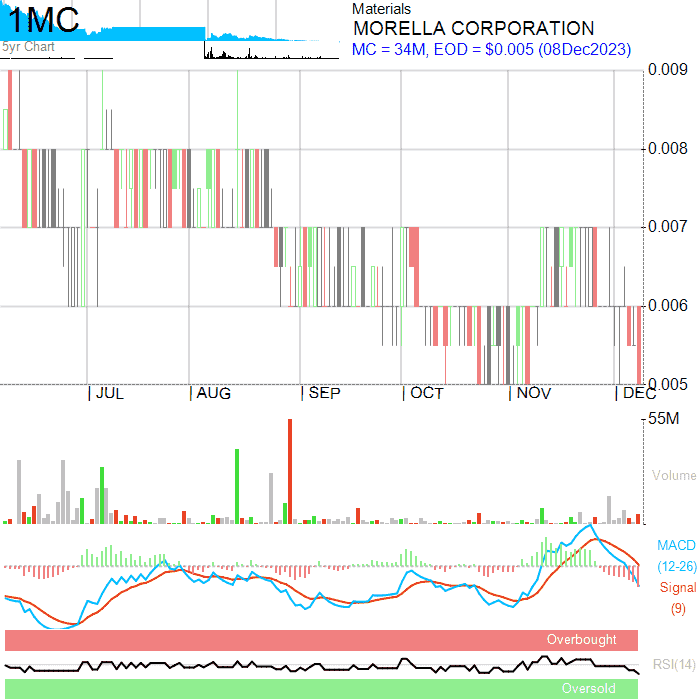 1MC
5yr Chart
Materials
MORELLA CORPORATION
MC = 34M, EOD = $0.005 (08Dec2023)
0.009
0.008
0.007
0.006
0.005
JUL AUG SEP OCT NOV DEC
55M
Volume
MACD
(12-26)
Signal
(9)
Overbought
RSI(14)
Oversold